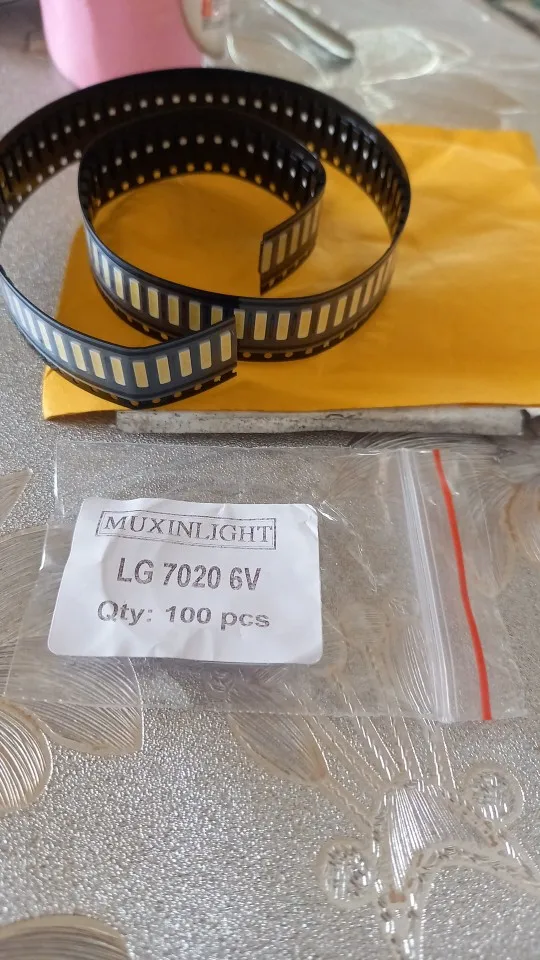 MUXINLIGHT
LG 7020 6V
Qty: 100 pcs